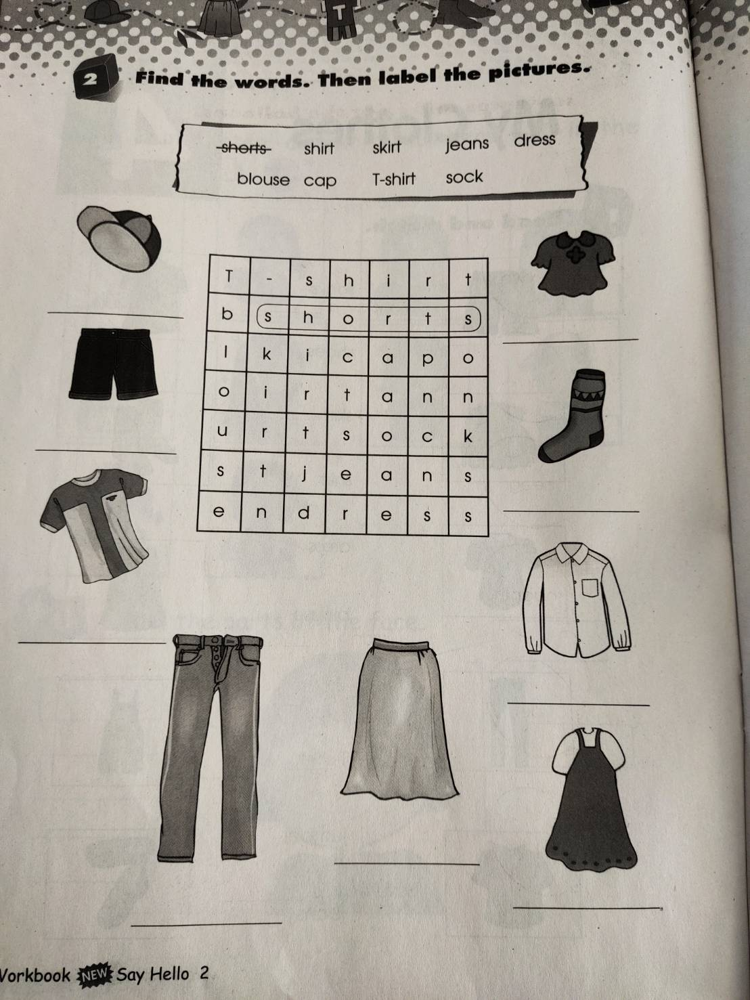 T
2 Find the words. Then label the pictures.
shorts shirt skirt jeans dress
blouse cap T-shirt sock
T - s h i r t
b s h o r t s
l k i c a p o
o i r t a n n
u r t s o c k
s t j e a n s
e n d r e s s
Workbook NEW Say Hello 2